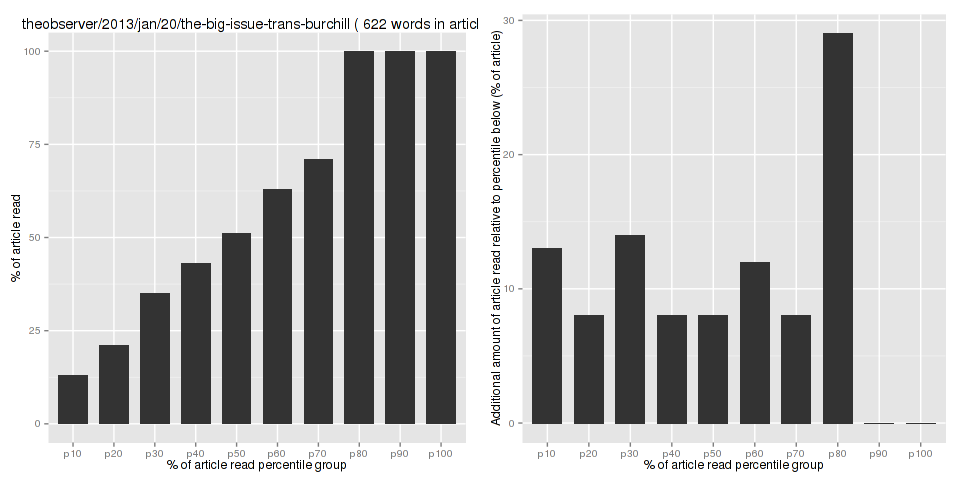 theobserver/2013/jan/20/the-big-issue-trans-burchill ( 622 words in articl
100
75
50
25
0
% of article read
p10 p20 p30 p40 p50 p60 p70 p80 p90 p100
% of article read percentile group
30
20
10
0
Additional amount of article read relative to percentile below (% of article)
p10 p20 p30 p40 p50 p60 p70 p80 p90 p100
% of article read percentile group